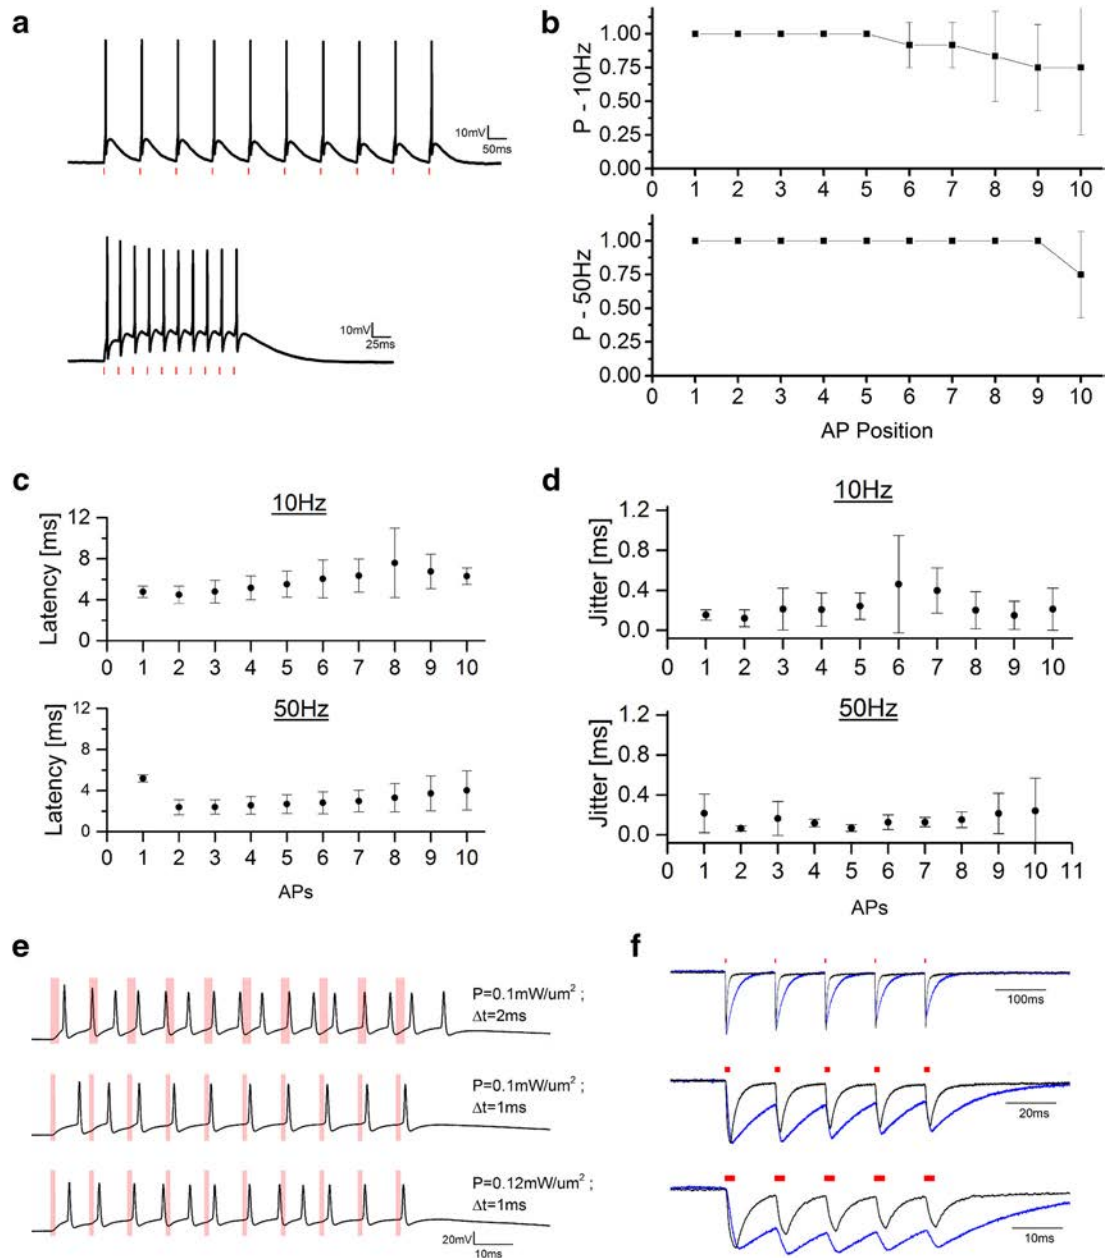 a
10mV
50ms
10mV
25ms
b
P - 10Hz
1.00
0.75
0.50
0.25
0.00
0 1 2 3 4 5 6 7 8 9 10
P - 50Hz
1.00
0.75
0.50
0.25
0.00
0 1 2 3 4 5 6 7 8 9 10
AP Position
c
10Hz
Latency [ms]
12
8
4
0
0 1 2 3 4 5 6 7 8 9 10
50Hz
Latency [ms]
12
8
4
0
0 1 2 3 4 5 6 7 8 9 10
APs
d
10Hz
Jitter [ms]
1.2
0.8
0.4
0.0
0 1 2 3 4 5 6 7 8 9 10
50Hz
Jitter [ms]
1.2
0.8
0.4
0.0
0 1 2 3 4 5 6 7 8 9 10 11
APs
e
P=0.1mW/um² ;
Δt=2ms
P=0.1mW/um² ;
Δt=1ms
P=0.12mW/um² ;
Δt=1ms
20mV
10ms
f
100ms
20ms
10ms